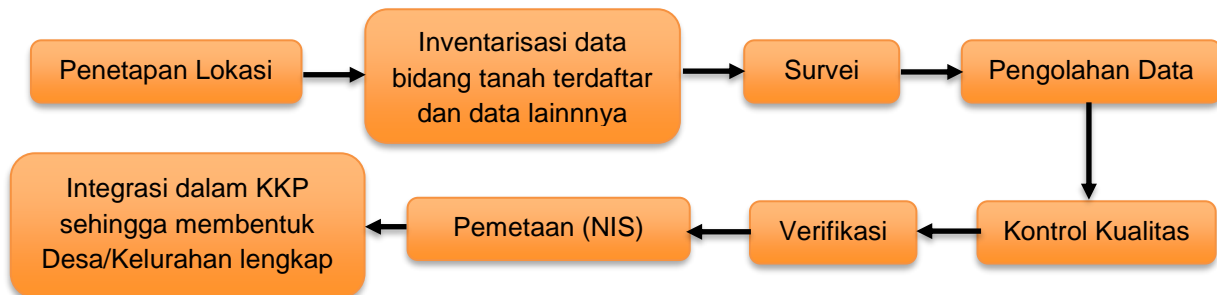 Penetapan Lokasi
Inventarisasi data
bidang tanah terdaftar
dan data lainnnya
Survei
Pengolahan Data
Kontrol Kualitas
Verifikasi
Pemetaan (NIS)
Integrasi dalam KKP
sehingga membentuk
Desa/Kelurahan lengkap